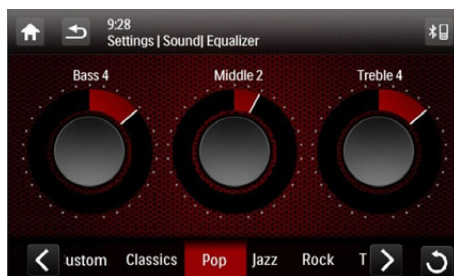 9:28
Settings | Sound| Equalizer
Bass 4 Middle 2 Treble 4
ustom Classics Pop Jazz Rock T